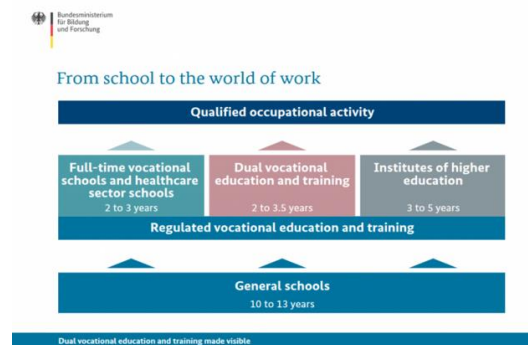 Bundesministerium
für Bildung
und Forschung
From school to the world of work
Qualified occupational activity
Full-time vocational
schools and healthcare
sector schools
2 to 3 years
Dual vocational
education and training
2 to 3.5 years
Institutes of higher
education
3 to 5 years
Regulated vocational education and training
General schools
10 to 13 years
Dual vocational education and training made visible